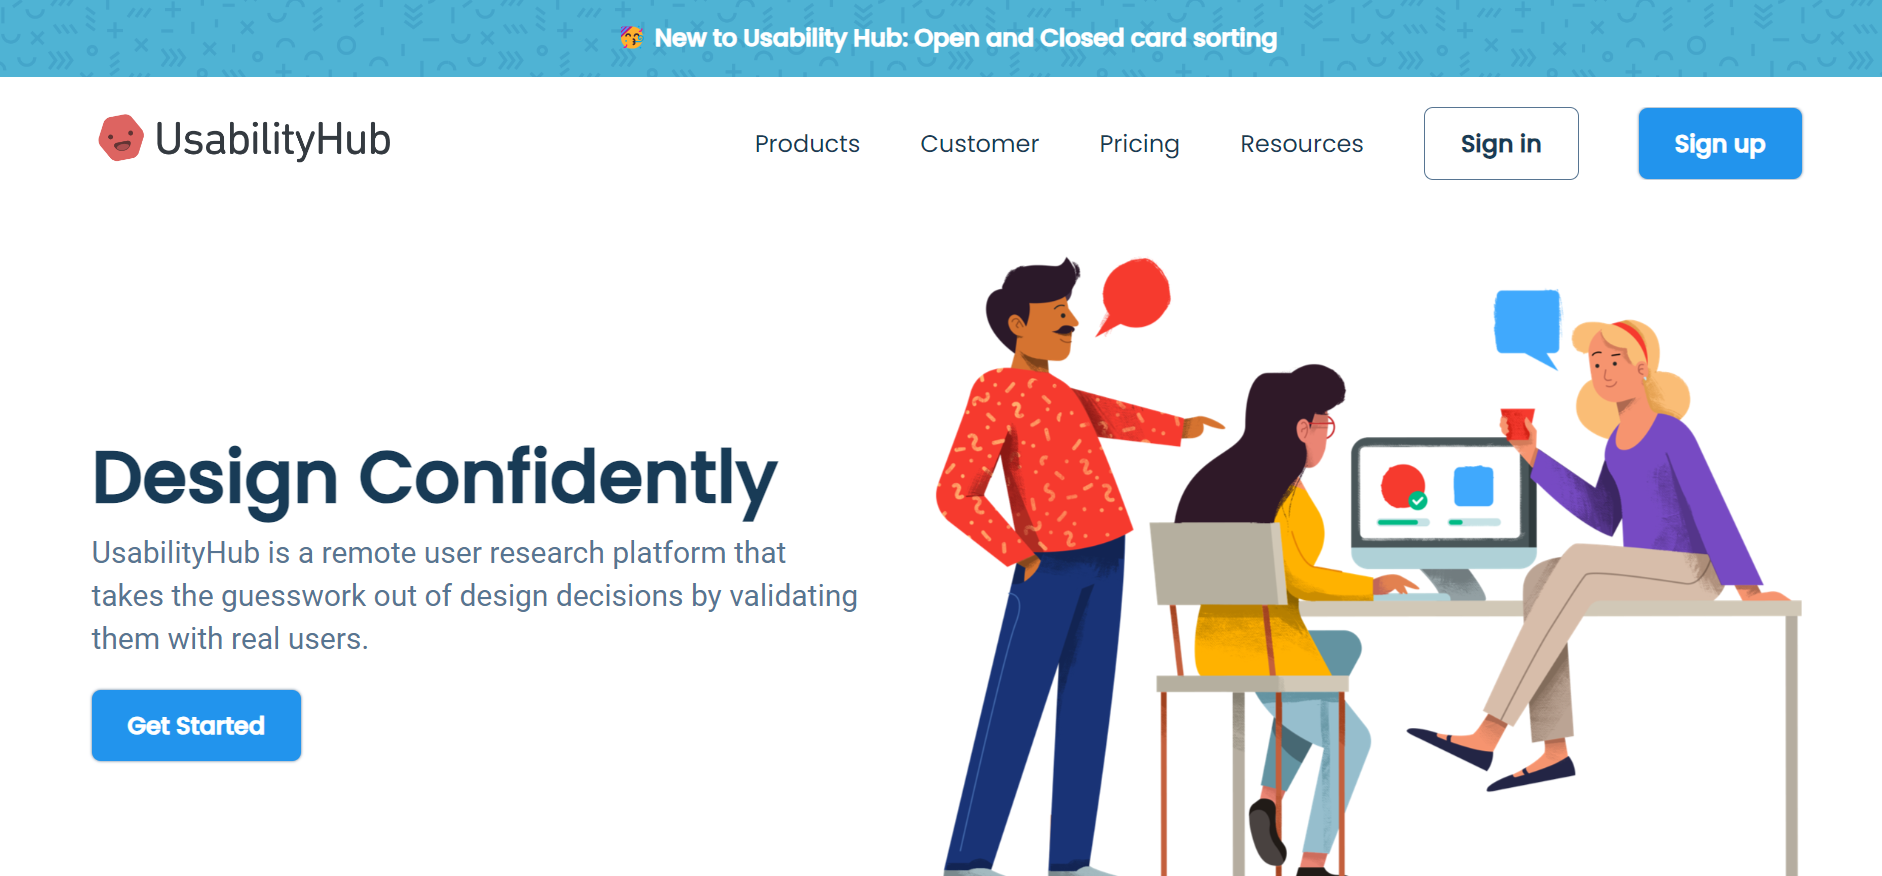 🥳 New to Usability Hub: Open and Closed card sorting
UsabilityHub
Products
Customer
Pricing
Resources
Sign in
Sign up
Design Confidently
UsabilityHub is a remote user research platform that
takes the guesswork out of design decisions by validating
them with real users.
Get Started